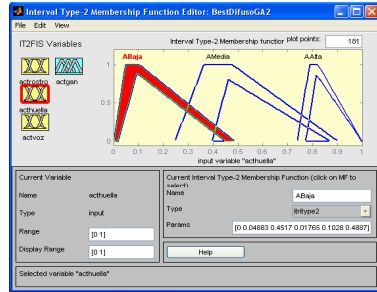 Interval Type-2 Membership Function Editor: BestDifusoGA2
File Edit View
IT2FIS Variables
Interval Type-2 Membership function plot points: 181
actrostro actgan
acthuella
actvoz
ABaja AMedia AAlta
1
0.5
0
0 0.1 0.2 0.3 0.4 0.5 0.6 0.7 0.8 0.9 1
input variable "acthuella"
Current Variable
Name acthuella
Type input
Range [0 1]
Display Range [0 1]
Current Interval Type-2 Membership Function (click on MF to select)
Name ABaja
Type itritype2
Params [0 0.04883 0.4517 0.01765 0.1028 0.4887]
Help
Selected variable "acthuella"